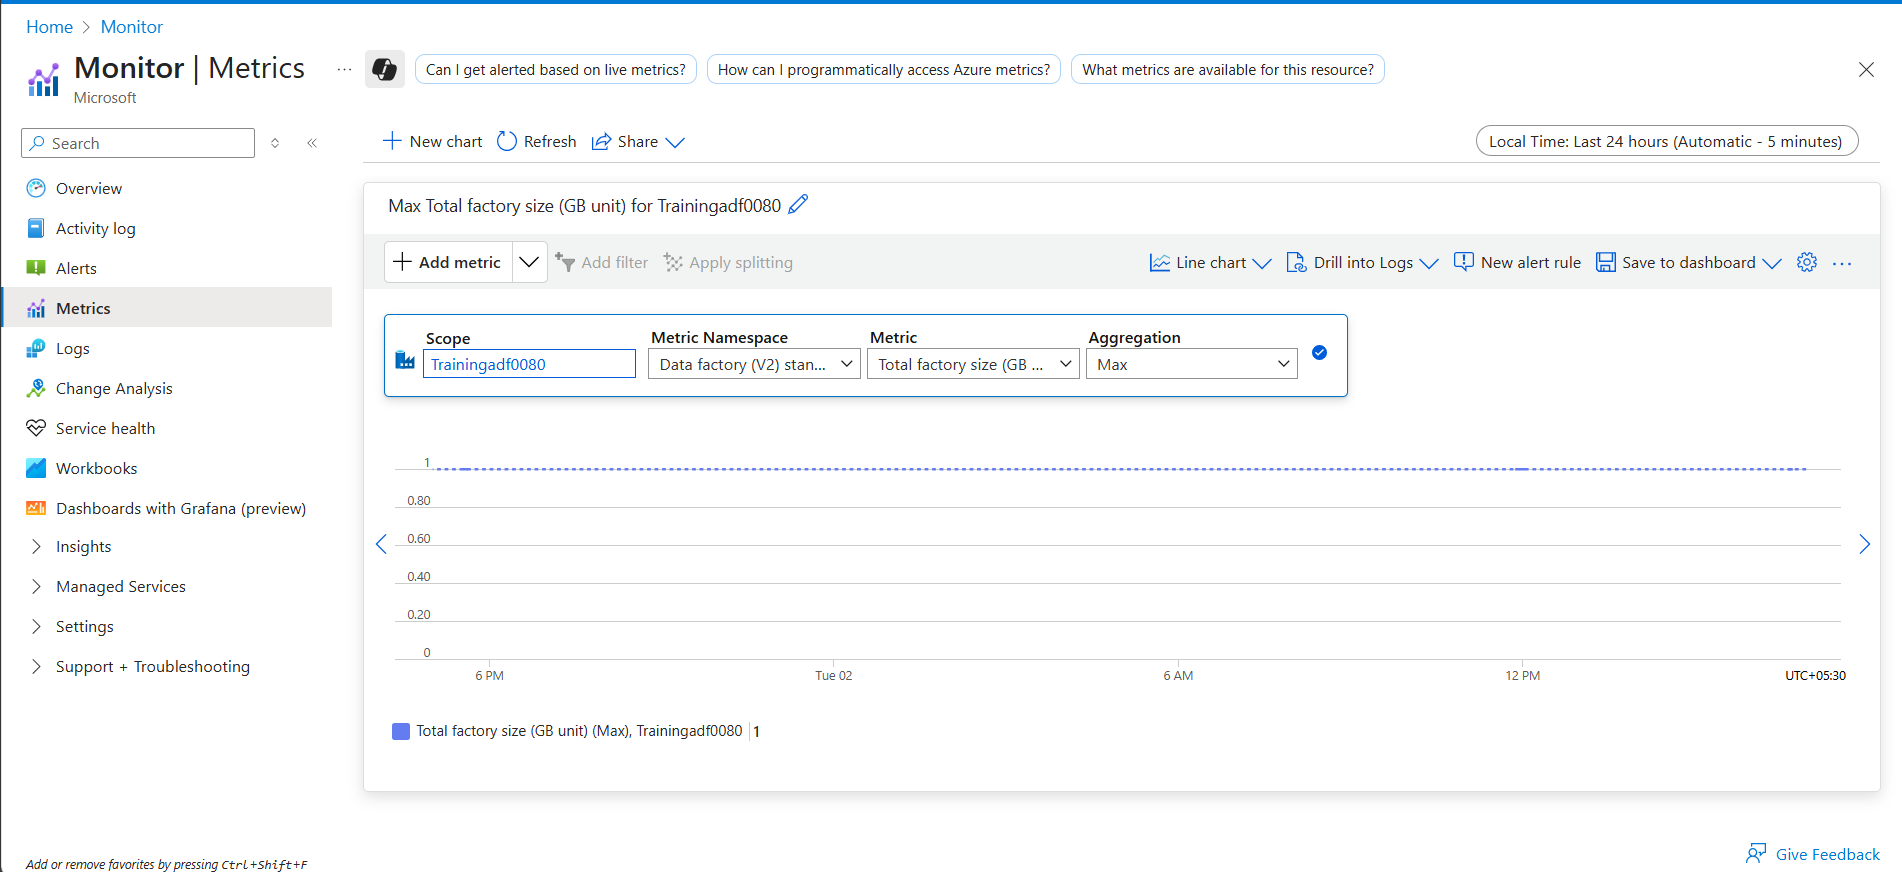 Home > Monitor
Monitor | Metrics
Microsoft
...
Can I get alerted based on live metrics?
How can I programmatically access Azure metrics?
What metrics are available for this resource?
Search
Overview
Activity log
Alerts
Metrics
Logs
Change Analysis
Service health
Workbooks
Dashboards with Grafana (preview)
Insights
Managed Services
Settings
Support + Troubleshooting
Add or remove favorites by pressing Ctrl+Shift+F
New chart
Refresh
Share
Local Time: Last 24 hours (Automatic - 5 minutes)
Max Total factory size (GB unit) for Trainingadf0080
Add metric
Add filter
Apply splitting
Line chart
Drill into Logs
New alert rule
Save to dashboard
...
Scope
Trainingadf0080
Metric Namespace
Data factory (V2) stan...
Metric
Total factory size (GB ...
Aggregation
Max
1
0.80
0.60
0.40
0.20
0
6 PM
Tue 02
6 AM
12 PM
UTC+05:30
Total factory size (GB unit) (Max), Trainingadf0080 | 1
Give Feedback